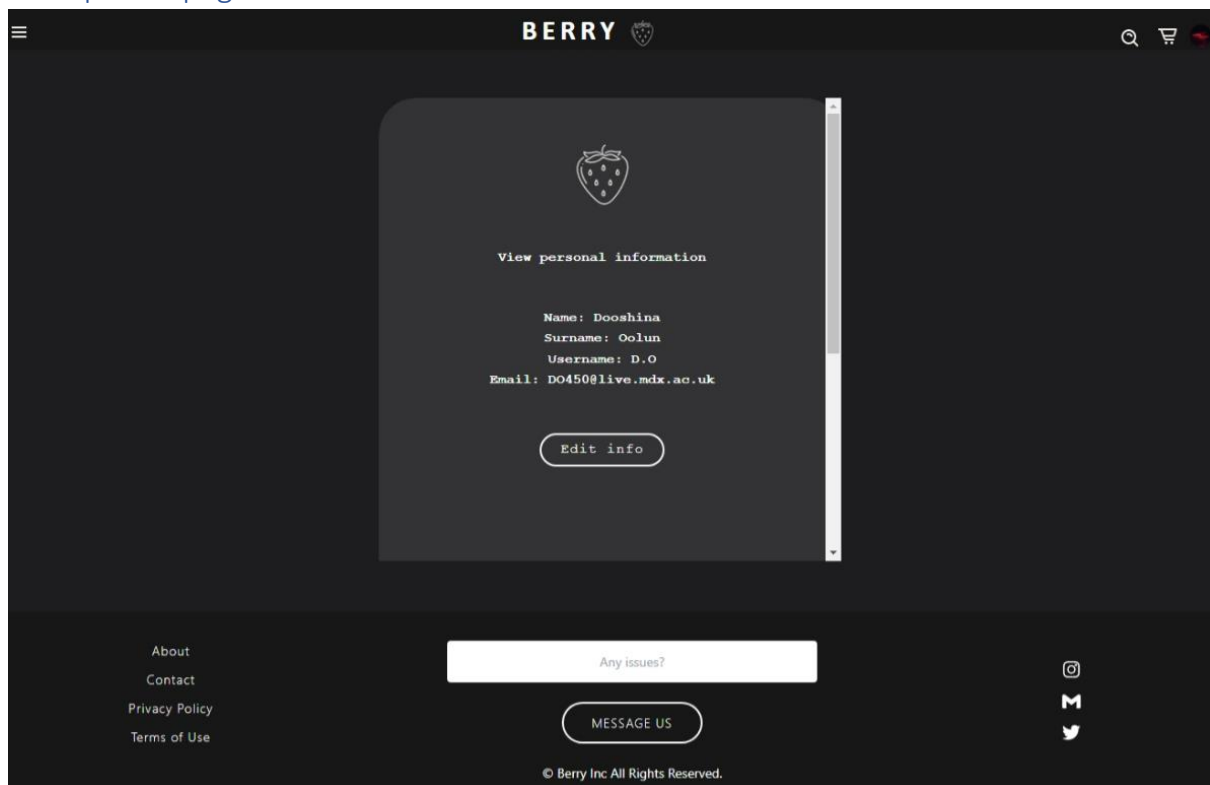 BERRY
View personal information
Name: Dooshina
Surname: Oolun
Username: D.O
Email: DO450@live.mdx.ac.uk
Edit info
About
Contact
Privacy Policy
Terms of Use
Any issues?
MESSAGE US
© Berry Inc All Rights Reserved.